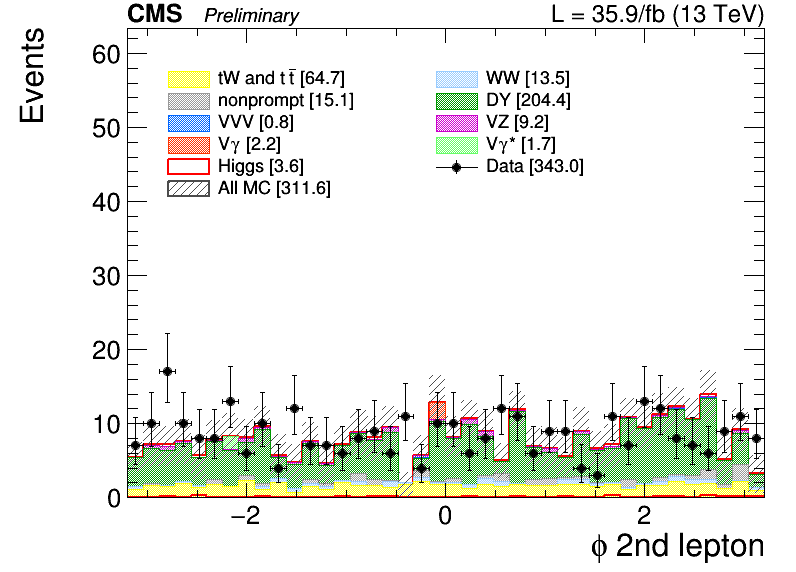 CMS Preliminary L = 35.9/fb (13 TeV)
Events
60
50
40
30
20
10
0
tW and t t̄ [64.7]
nonprompt [15.1]
VVV [0.8]
Vγ [2.2]
Higgs [3.6]
All MC [311.6]
WW [13.5]
DY [204.4]
VZ [9.2]
Vγ* [1.7]
Data [343.0]
−2 0 2
ϕ 2nd lepton